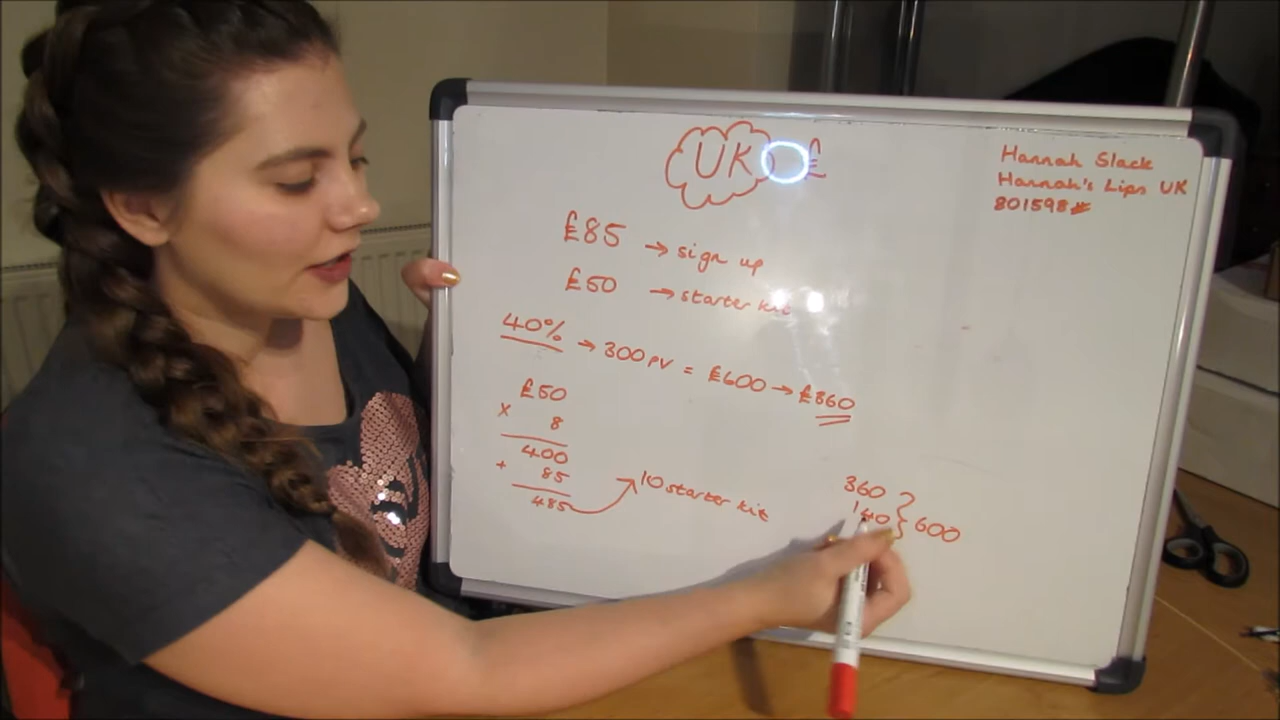 UK £
Hannah Slack
Hannah's Lips UK
801598
£85 → sign up
£50 → starter kit
40% → 300 PV = £600 → £860
£50
x 8
400
+ 85
485 → 10 starter kit
360
140 } 600